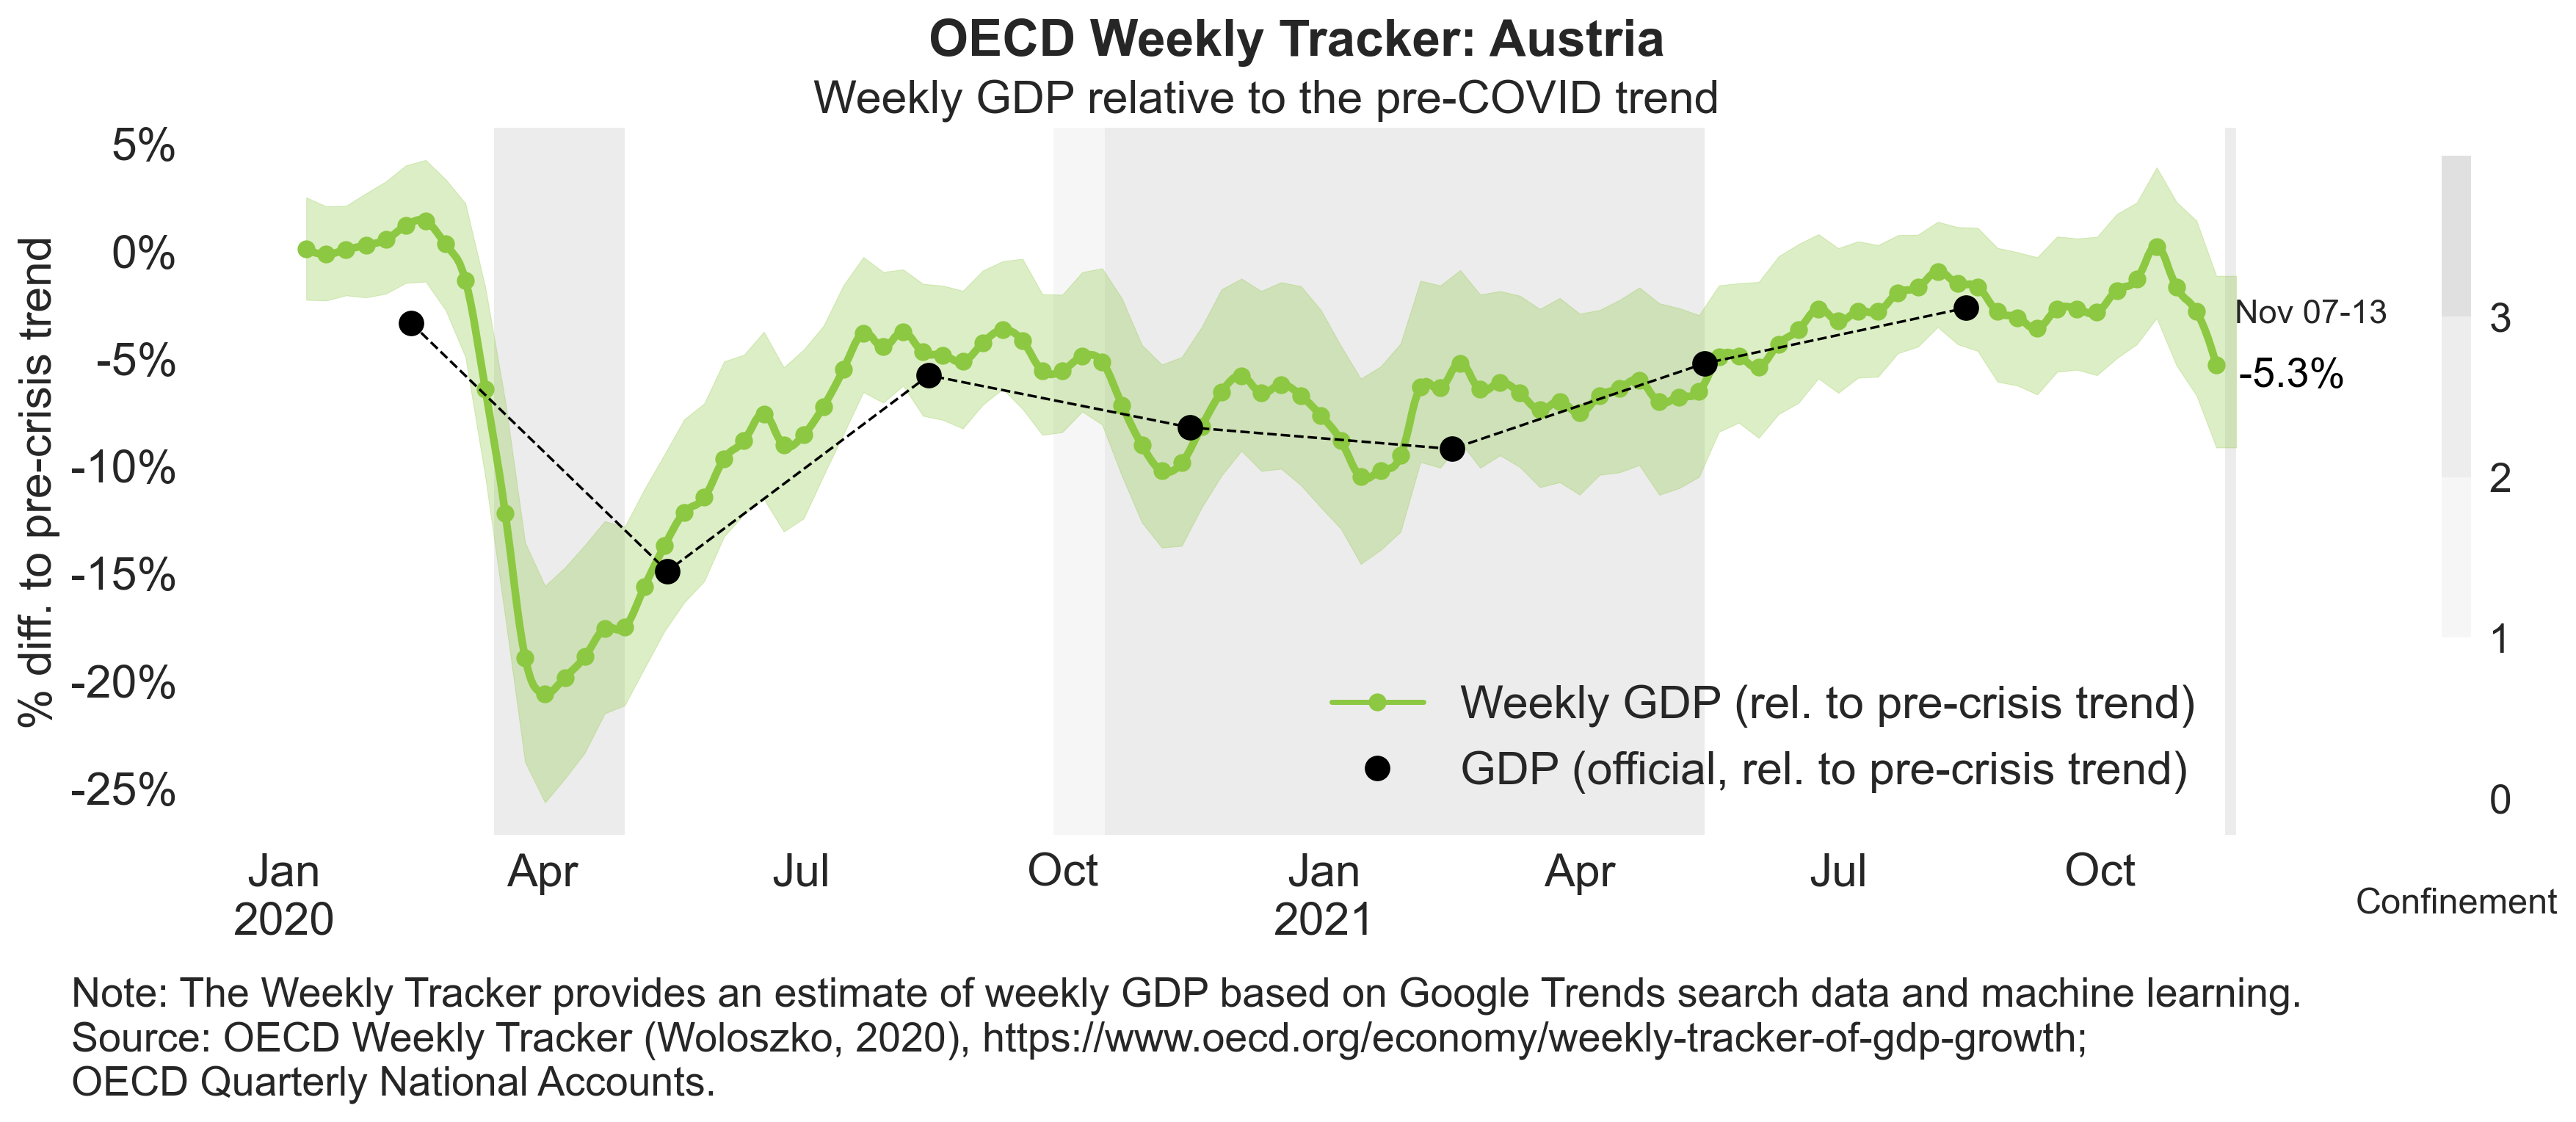 OECD Weekly Tracker: Austria
Weekly GDP relative to the pre-COVID trend
% diff. to pre-crisis trend
5%
0%
-5%
-10%
-15%
-20%
-25%
Nov 07-13
-5.3%
Weekly GDP (rel. to pre-crisis trend)
GDP (official, rel. to pre-crisis trend)
3
2
1
0
Confinement
Jan Apr Jul Oct Jan Apr Jul Oct
2020 2021
Note: The Weekly Tracker provides an estimate of weekly GDP based on Google Trends search data and machine learning.
Source: OECD Weekly Tracker (Woloszko, 2020), https://www.oecd.org/economy/weekly-tracker-of-gdp-growth;
OECD Quarterly National Accounts.